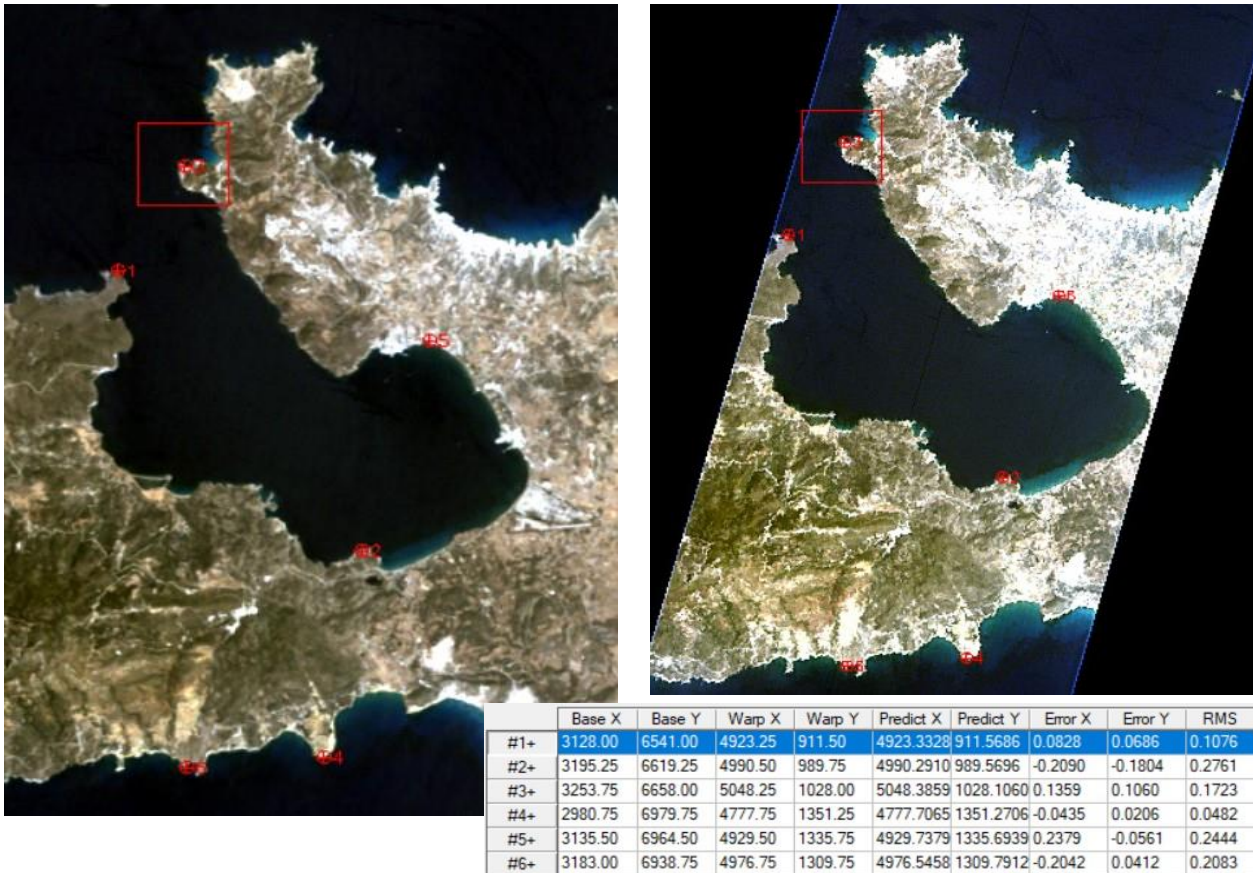 1
5
2
4
1
2
4
Base X Base Y Warp X Warp Y Predict X Predict Y Error X Error Y RMS
#1+ 3128.00 6541.00 4923.25 911.50 4923.3328 911.5686 0.0828 0.0686 0.1076
#2+ 3195.25 6619.25 4990.50 989.75 4990.2910 989.5696 -0.2090 -0.1804 0.2761
#3+ 3253.75 6658.00 5048.25 1028.00 5048.3859 1028.1060 0.1359 0.1060 0.1723
#4+ 2980.75 6979.75 4777.75 1351.25 4777.7065 1351.2706 -0.0435 0.0206 0.0482
#5+ 3135.50 6964.50 4929.50 1335.75 4929.7379 1335.6939 0.2379 -0.0561 0.2444
#6+ 3183.00 6938.75 4976.75 1309.75 4976.5458 1309.7912 -0.2042 0.0412 0.2083